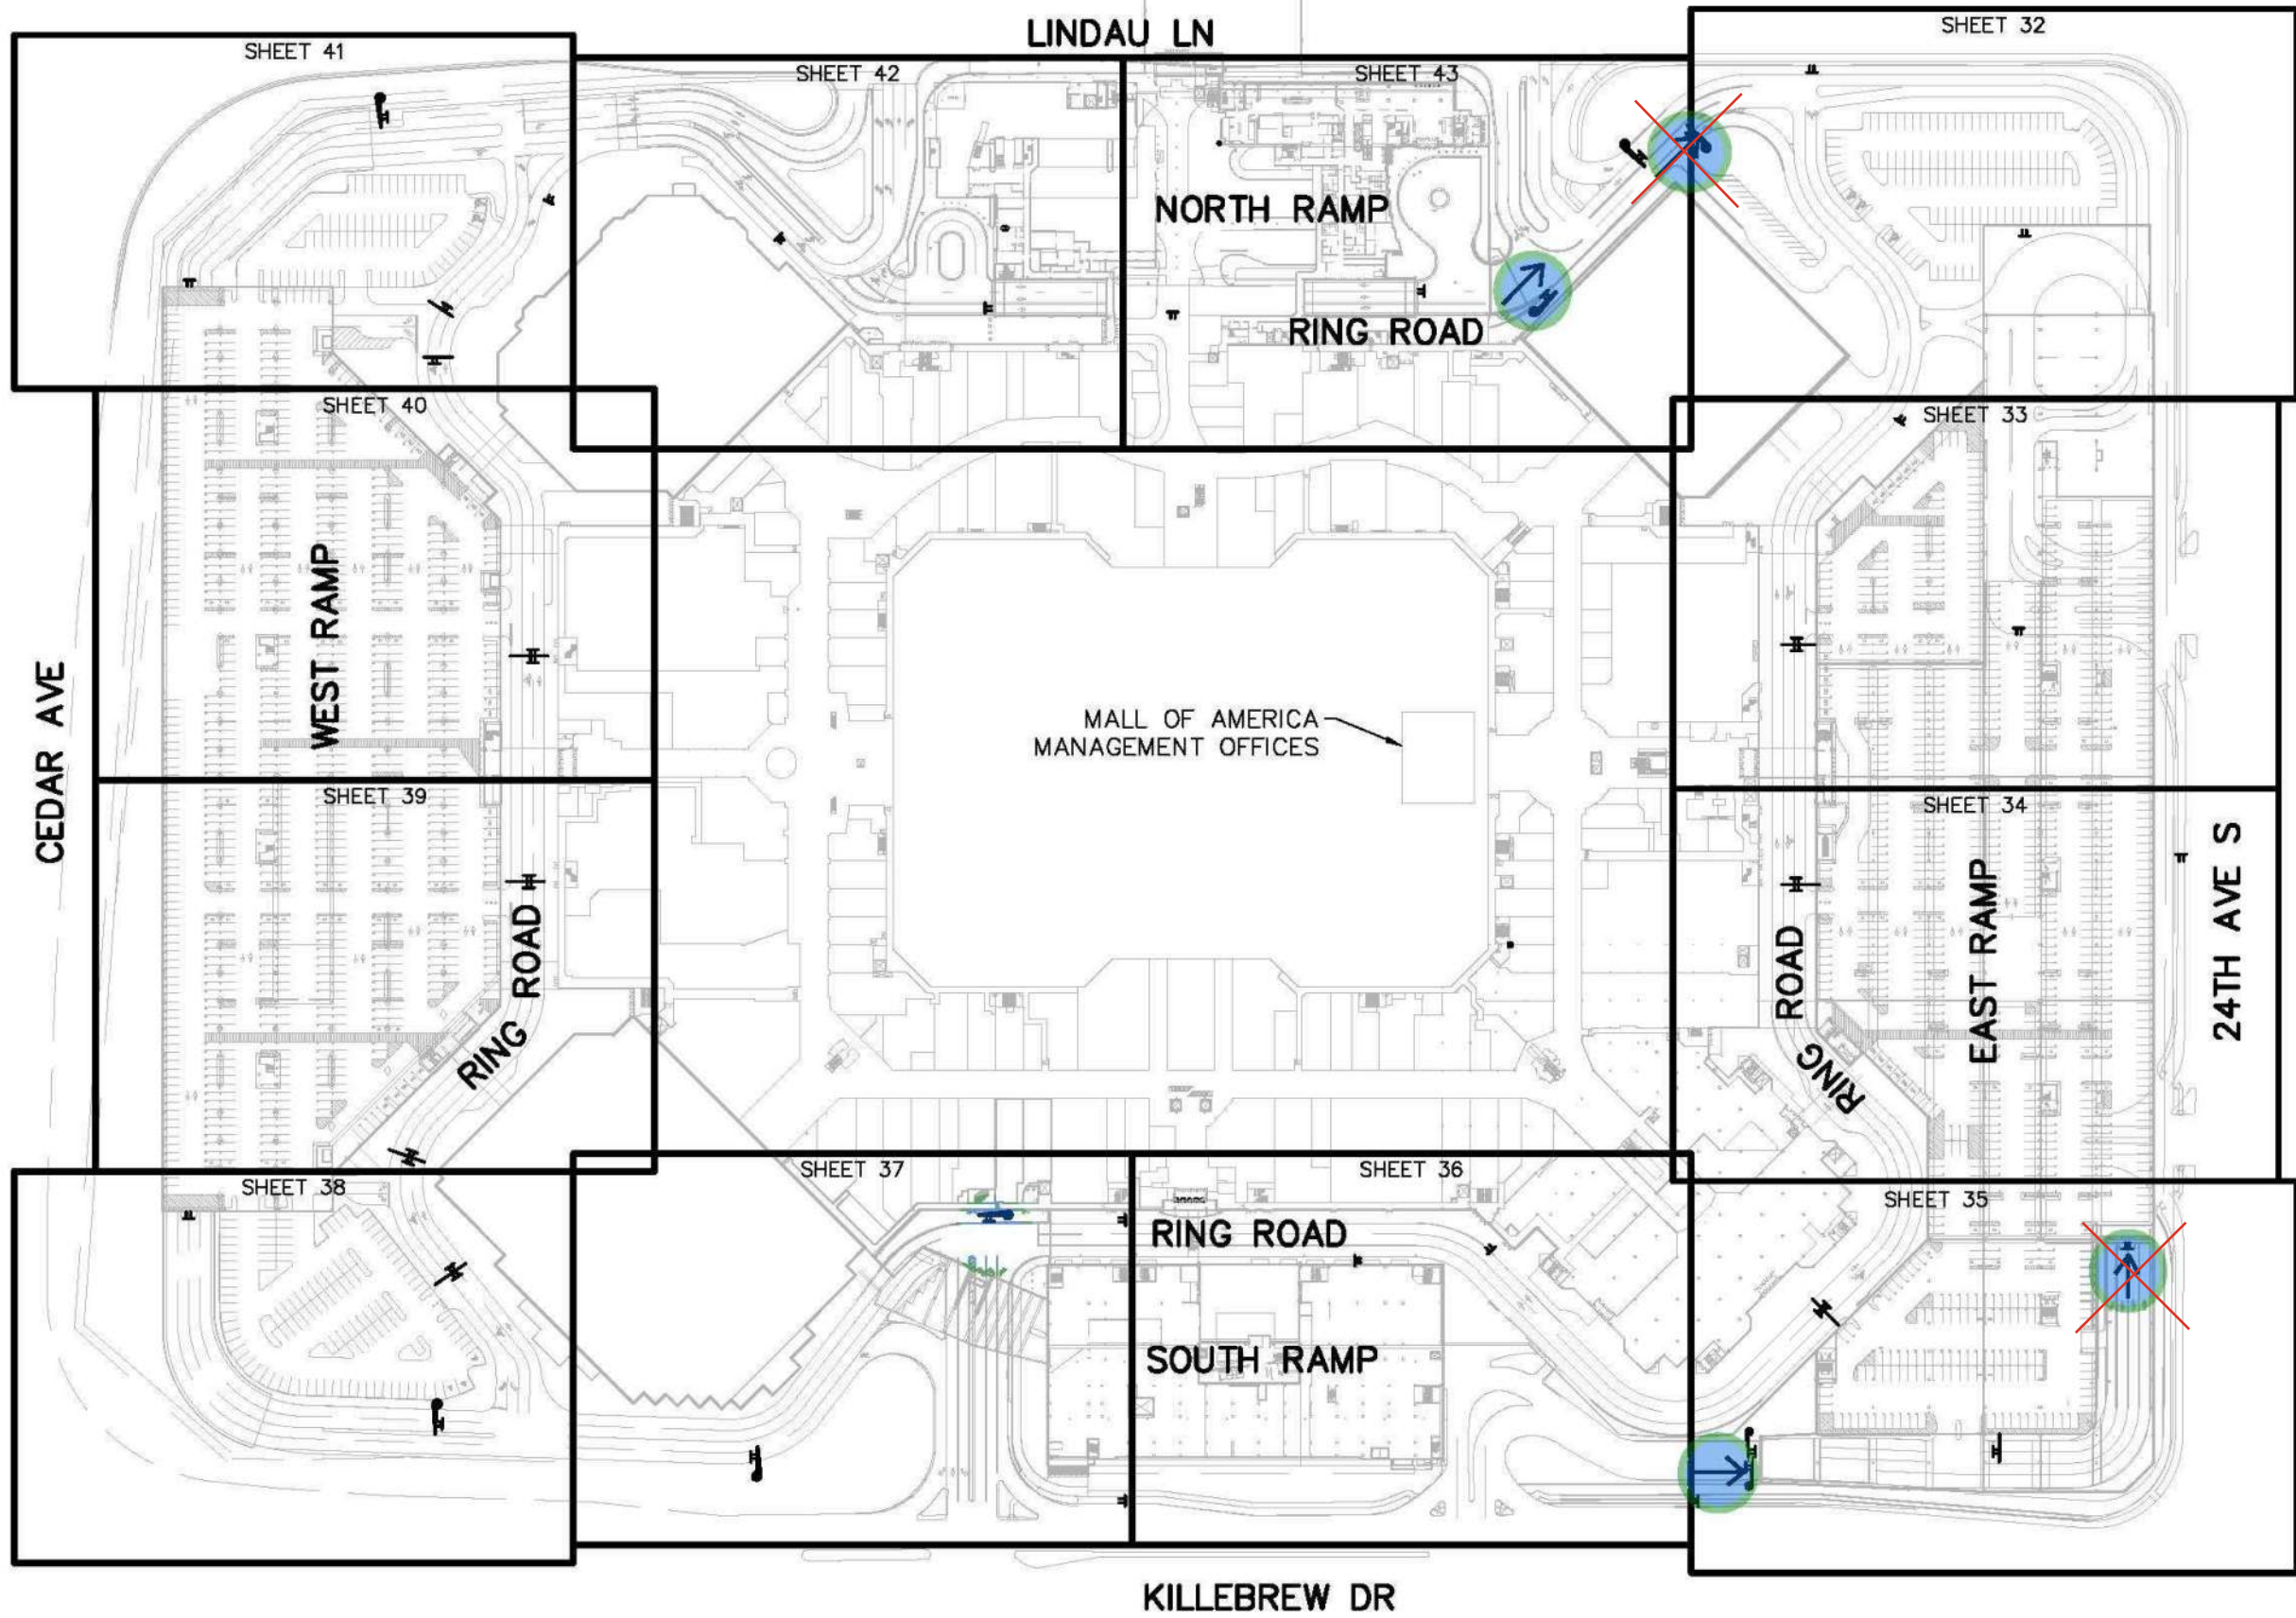 LINDAU LN
SHEET 41
SHEET 42
SHEET 43
SHEET 32
NORTH RAMP
RING ROAD
SHEET 40
SHEET 33
WEST RAMP
CEDAR AVE
MALL OF AMERICA
MANAGEMENT OFFICES
SHEET 39
SHEET 34
EAST RAMP
24TH AVE S
RING ROAD
RING ROAD
SHEET 38
SHEET 37
SHEET 36
SHEET 35
RING ROAD
SOUTH RAMP
KILLEBREW DR